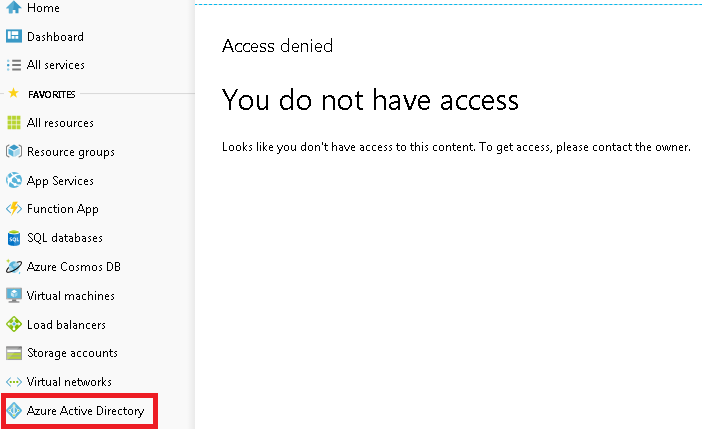 Home
Dashboard
All services
FAVORITES
All resources
Resource groups
App Services
Function App
SQL databases
Azure Cosmos DB
Virtual machines
Load balancers
Storage accounts
Virtual networks
Azure Active Directory
Access denied
You do not have access
Looks like you don't have access to this content. To get access, please contact the owner.